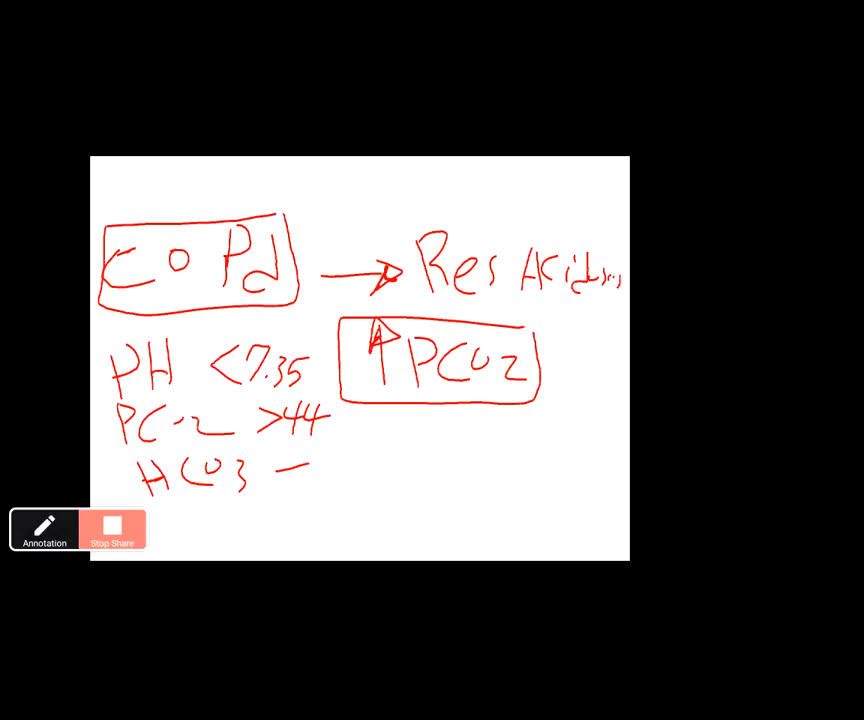 COPd → Res Acidosis
PH <7.35
↑PCO2
PCO2 >44
HCO3 -
Annotation
Stop Share